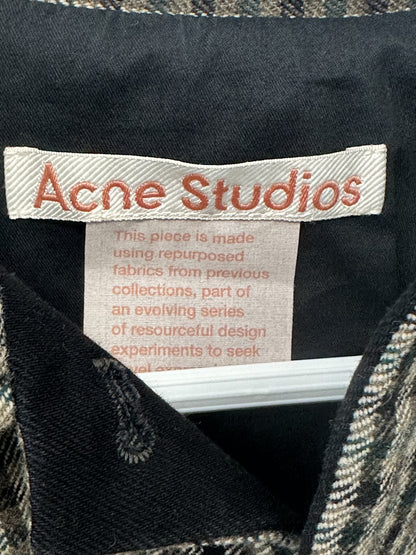 Acne Studios
This piece is made
using repurposed
fabrics from previous
collections, part of
an evolving series
of resourceful design
experiments to seek